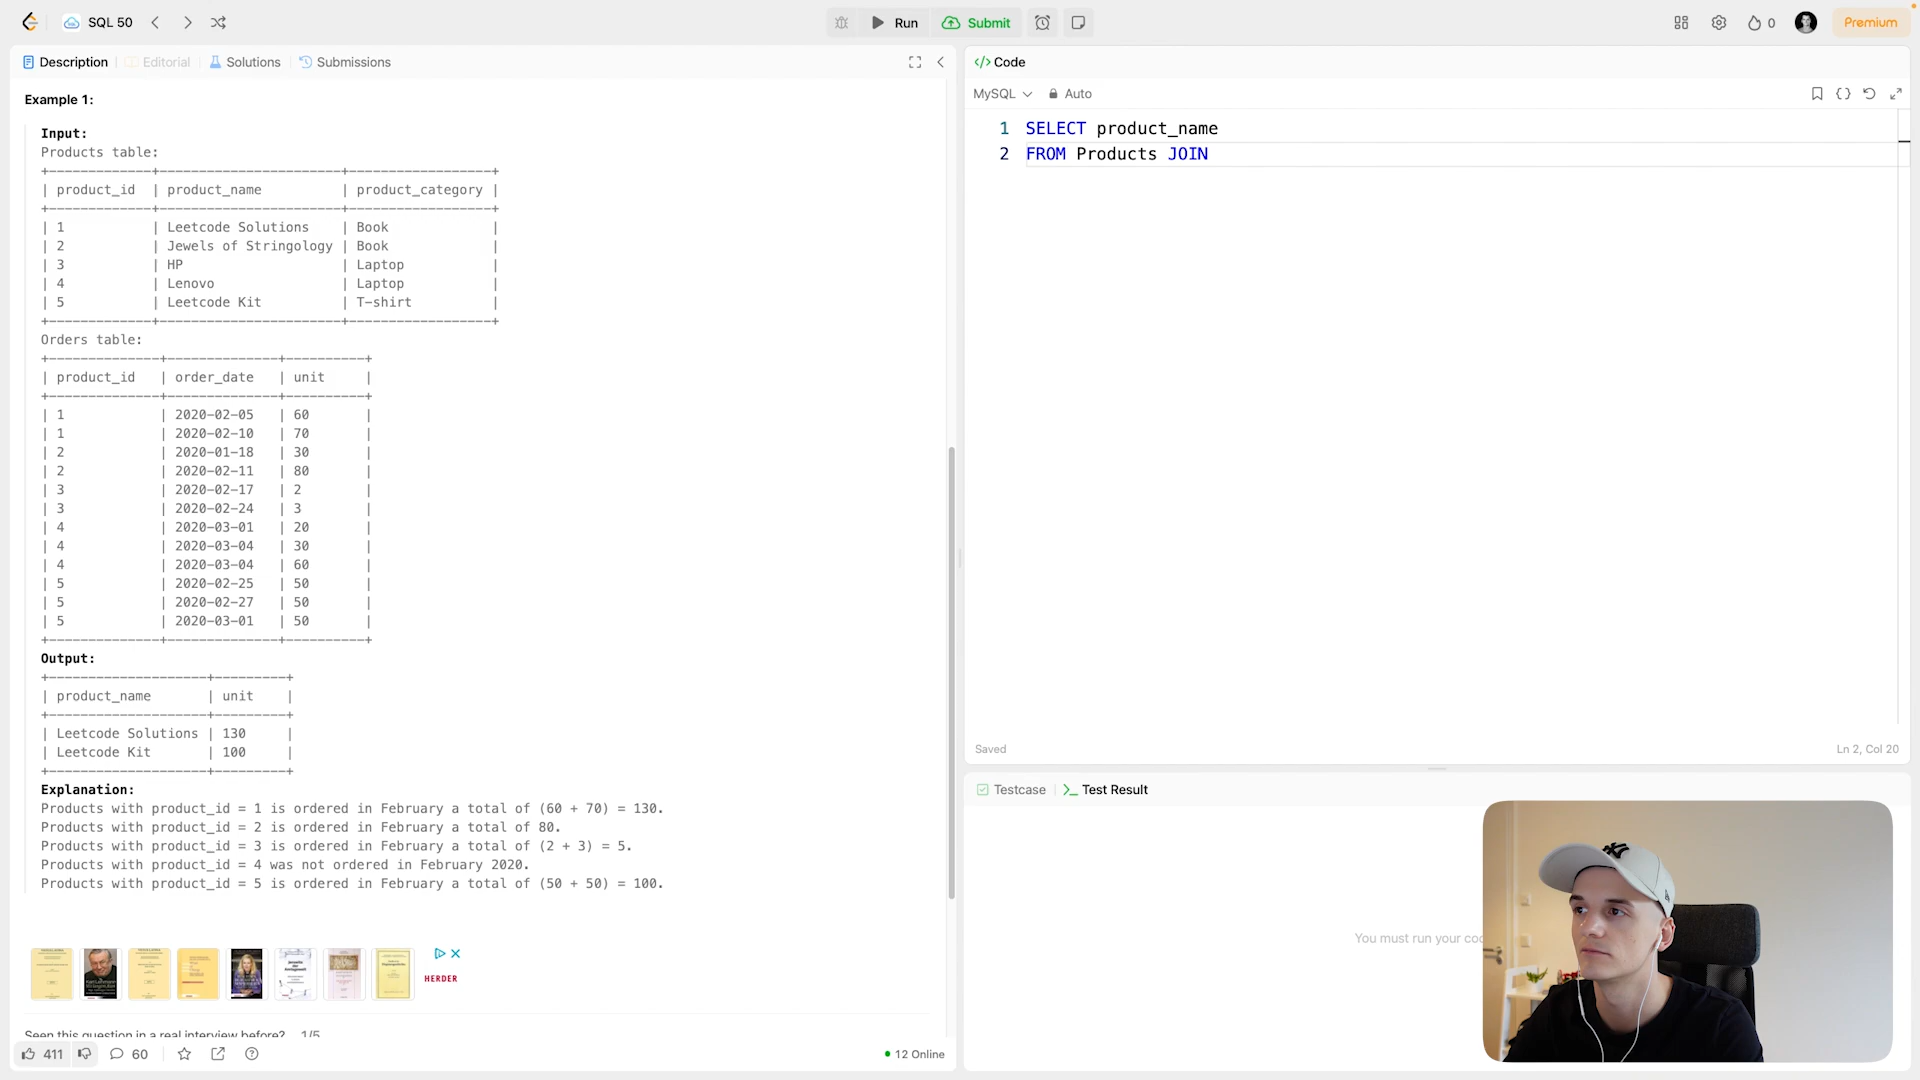 SQL 50
Run
Submit
0
Premium
Description
Editorial
Solutions
Submissions
Example 1:
Input:
Products table:
+-------------+----------------------+------------------+
| product_id | product_name | product_category |
+-------------+----------------------+------------------+
| 1 | Leetcode Solutions | Book |
| 2 | Jewels of Stringology | Book |
| 3 | HP | Laptop |
| 4 | Lenovo | Laptop |
| 5 | Leetcode Kit | T-shirt |
+-------------+----------------------+------------------+
Orders table:
+--------------+--------------+----------+
| product_id | order_date | unit |
+--------------+--------------+----------+
| 1 | 2020-02-05 | 60 |
| 1 | 2020-02-10 | 70 |
| 2 | 2020-01-18 | 30 |
| 2 | 2020-02-11 | 80 |
| 3 | 2020-02-17 | 2 |
| 3 | 2020-02-24 | 3 |
| 4 | 2020-03-01 | 20 |
| 4 | 2020-03-04 | 30 |
| 4 | 2020-03-04 | 60 |
| 5 | 2020-02-25 | 50 |
| 5 | 2020-02-27 | 50 |
| 5 | 2020-03-01 | 50 |
+--------------+--------------+----------+
Output:
+--------------------+---------+
| product_name | unit |
+--------------------+---------+
| Leetcode Solutions | 130 |
| Leetcode Kit | 100 |
+--------------------+---------+
Explanation:
Products with product_id = 1 is ordered in February a total of (60 + 70) = 130.
Products with product_id = 2 is ordered in February a total of 80.
Products with product_id = 3 is ordered in February a total of (2 + 3) = 5.
Products with product_id = 4 was not ordered in February 2020.
Products with product_id = 5 is ordered in February a total of (50 + 50) = 100.
HERDER
Seen this question in a real interview before? 1/5
411
60
12 Online
</> Code
MySQL
Auto
1 SELECT product_name
2 FROM Products JOIN
Saved
Ln 2, Col 20
Testcase
Test Result
You must run your